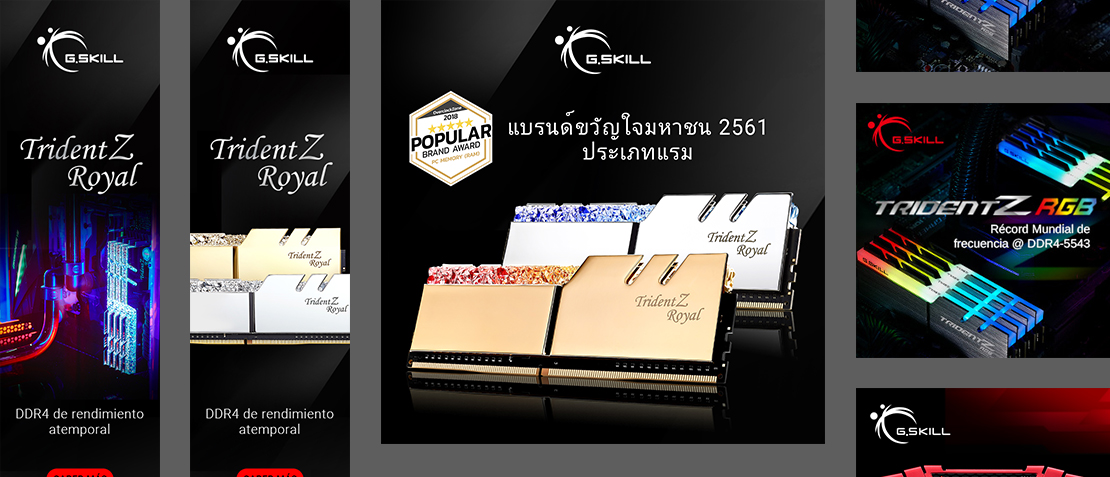 G.SKILL
Trident Z
Royal
DDR4 de rendimiento
atemporal
G.SKILL
Trident Z
Royal
Trident Z
Royal
Trident Z
Royal
DDR4 de rendimiento
atemporal
G.SKILL
2018
POPULAR
BRAND AWARD
PC MEMORY (RAM)
แบรนด์ขวัญใจมหาชน 2561
ประเภทแรม
Trident Z
Royal
Trident Z
Royal
TRIDENT Z
G.SKILL
TRIDENT Z RGB
Récord Mundial de
frecuencia @ DDR4-5543
G.SKILL
TRIDENT Z
G.SKILL